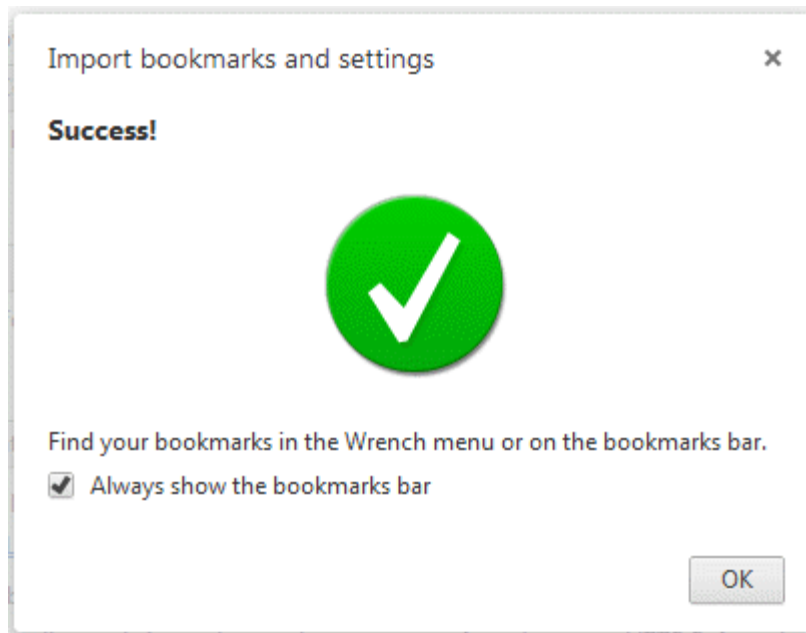 Import bookmarks and settings
Success!
Find your bookmarks in the Wrench menu or on the bookmarks bar.
Always show the bookmarks bar
OK